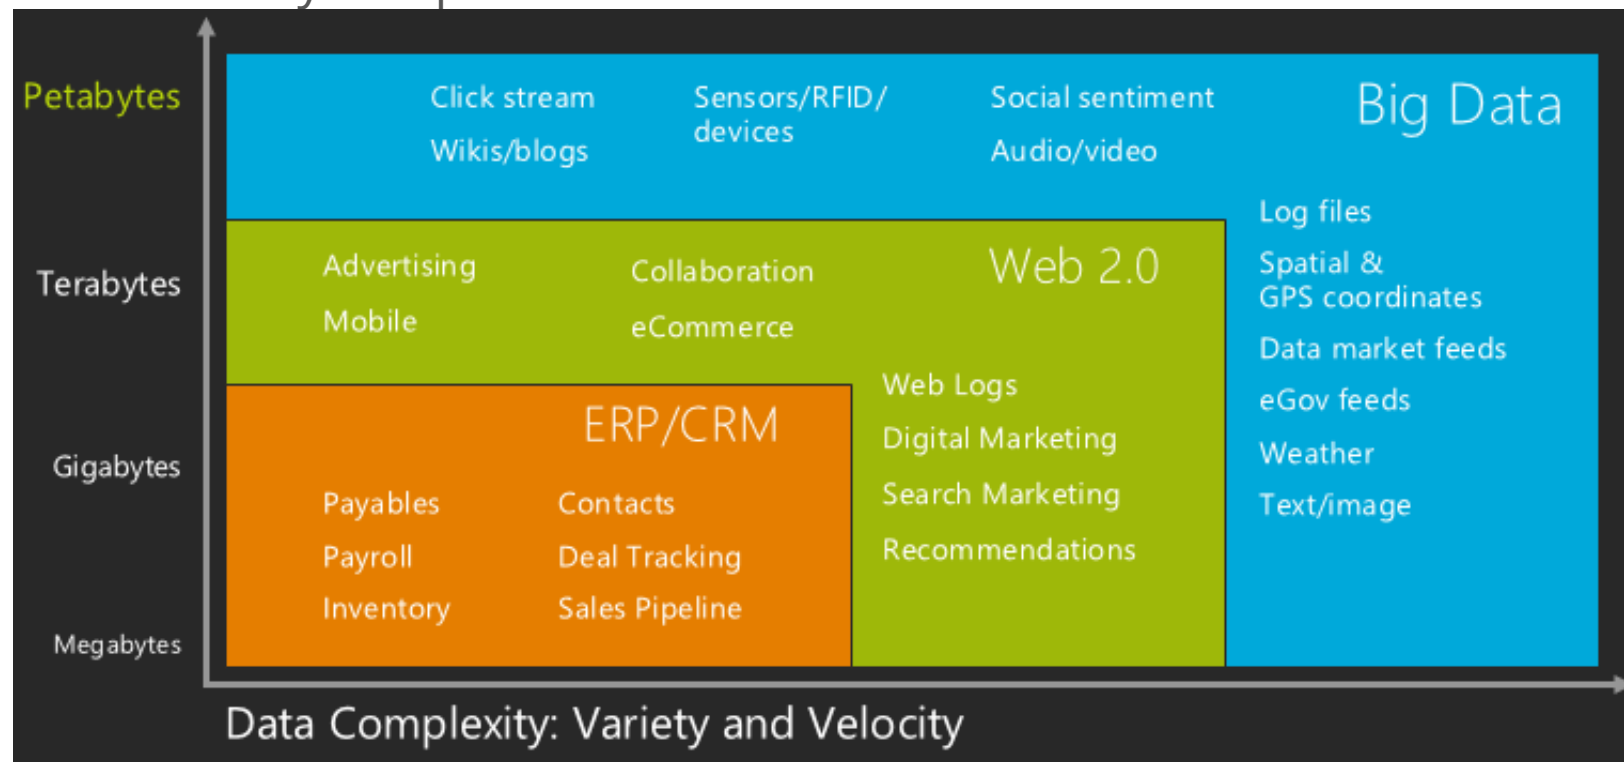 Petabytes
Terabytes
Gigabytes
Megabytes
Click stream
Wikis/blogs
Sensors/RFID/
devices
Social sentiment
Audio/video
Big Data
Log files
Spatial &
GPS coordinates
Data market feeds
eGov feeds
Weather
Text/image
Advertising
Mobile
Collaboration
eCommerce
Web 2.0
Web Logs
Digital Marketing
Search Marketing
Recommendations
ERP/CRM
Payables
Payroll
Inventory
Contacts
Deal Tracking
Sales Pipeline
Data Complexity: Variety and Velocity